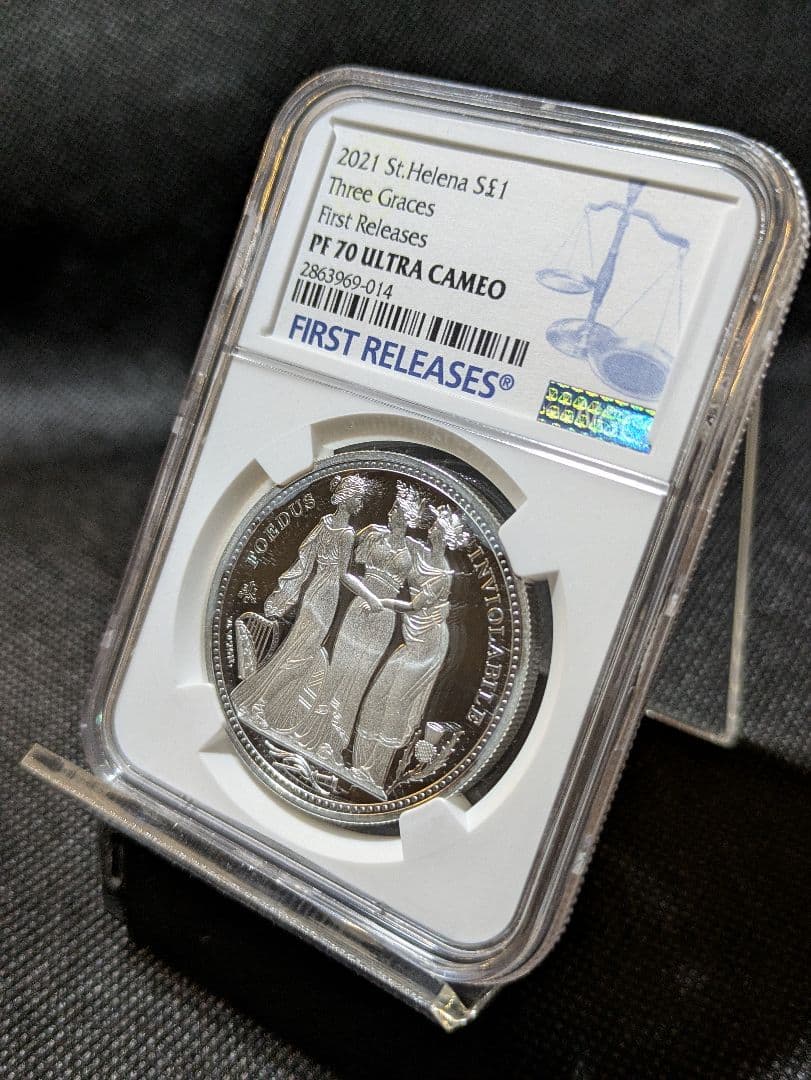 2021 St.Helena S£1
Three Graces
First Releases
PF 70 ULTRA CAMEO
2863969-014
FIRST RELEASES®
FOEDUS
INVIOLABILE